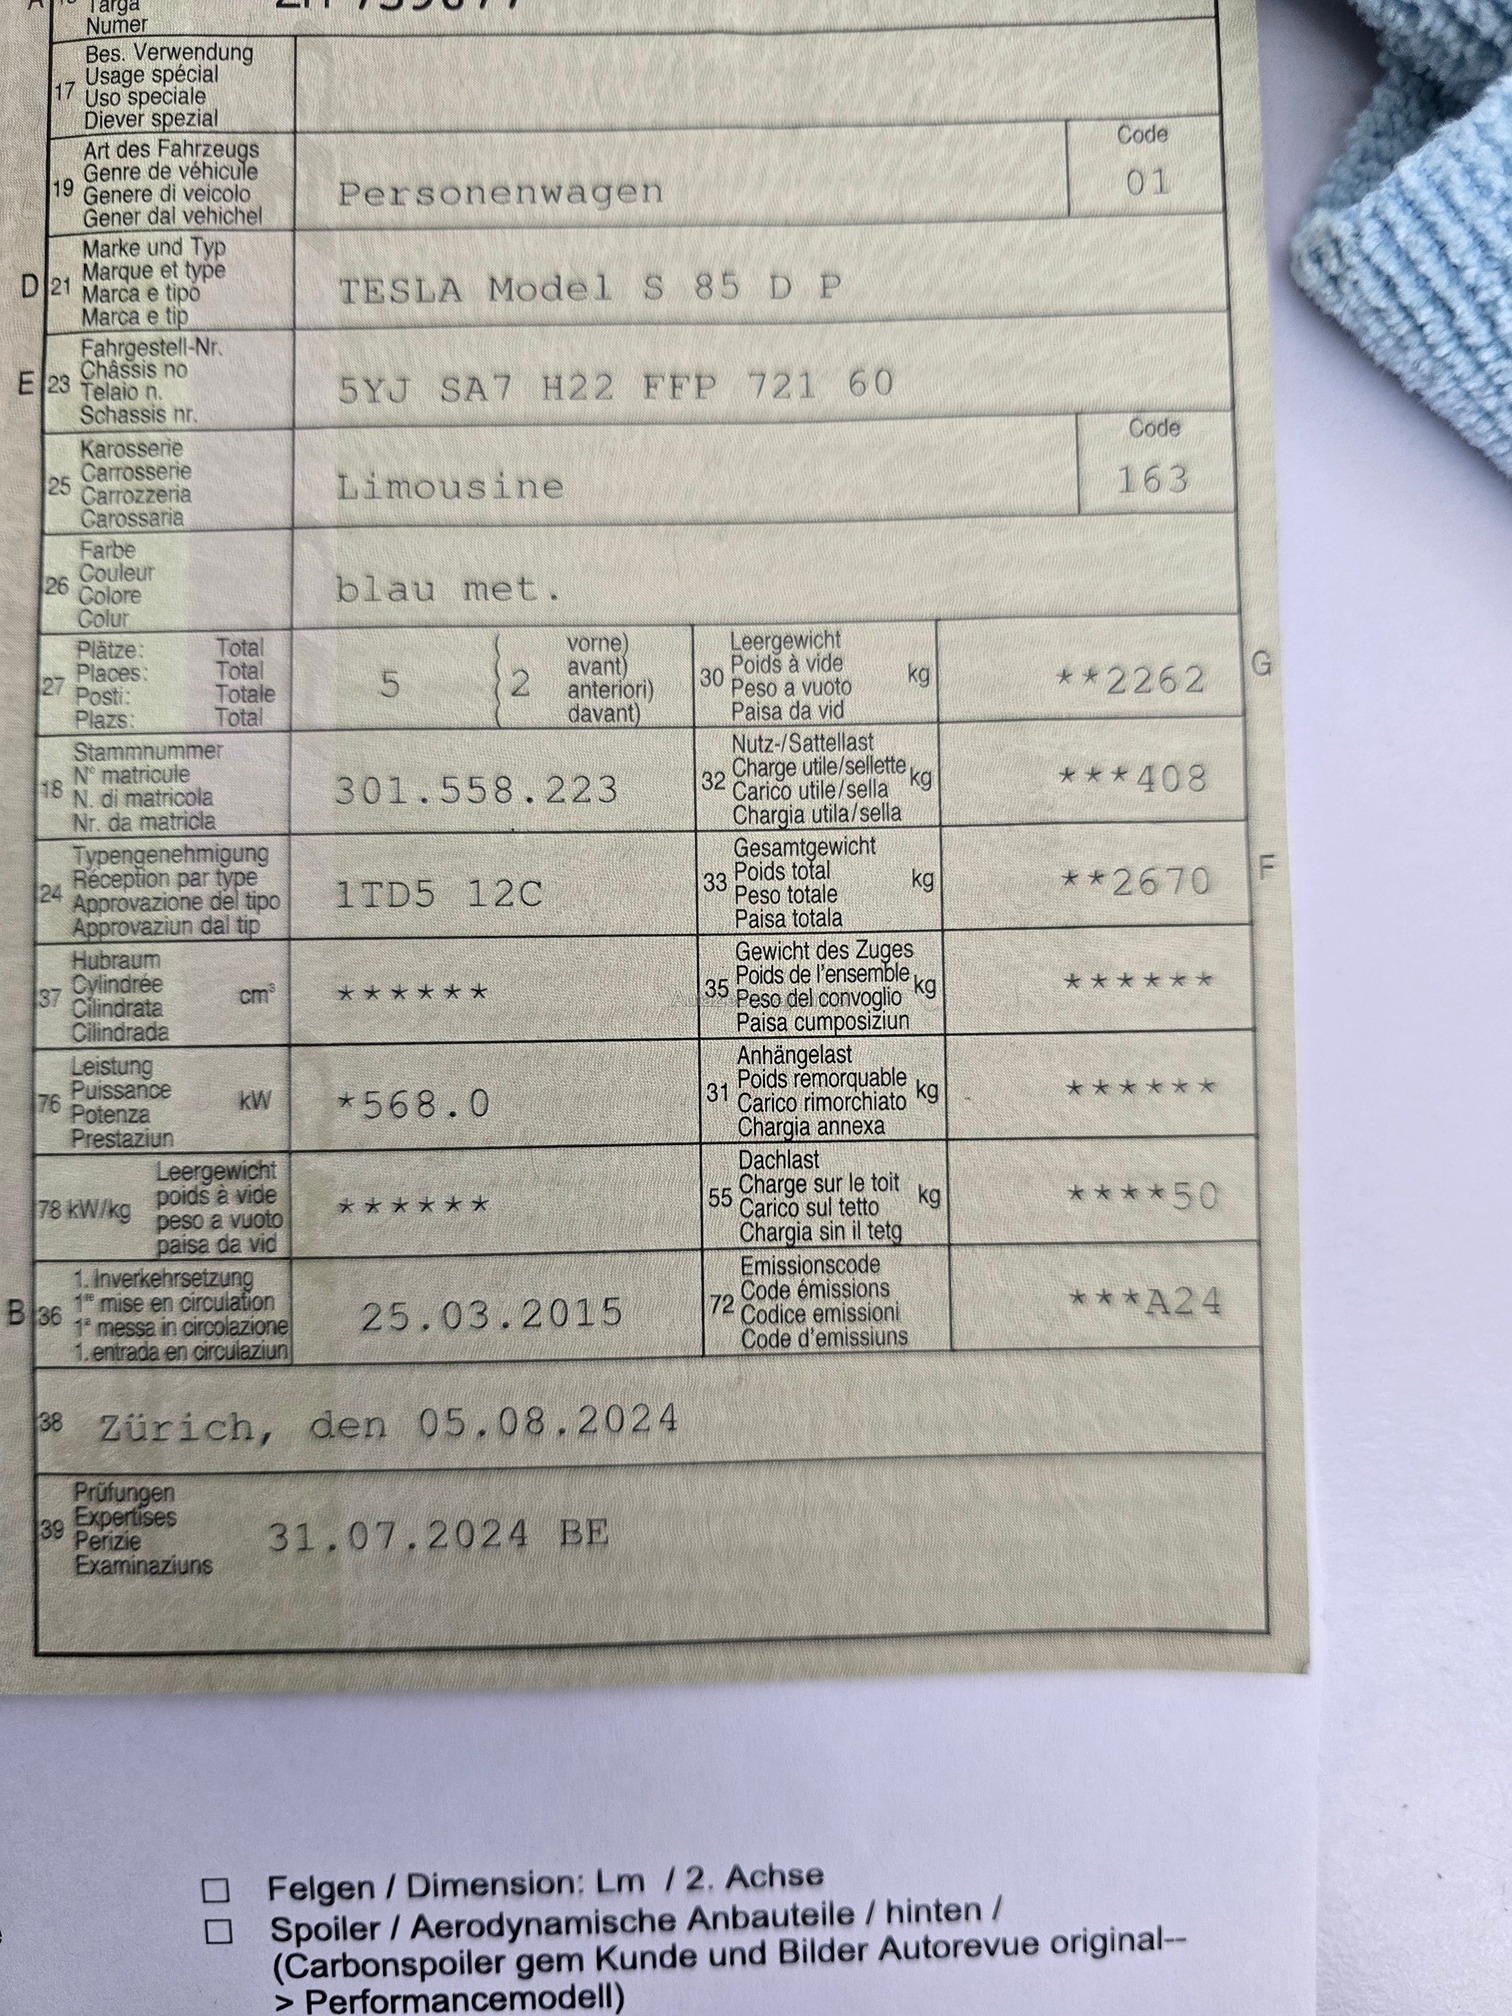 Targa
Numer
17 Bes. Verwendung
Usage spécial
Uso speciale
Diever spezial
19 Art des Fahrzeugs
Genre de véhicule
Genere di veicolo
Gener dal vehichel
Personenwagen
Code
01
D 21 Marke und Typ
Marque et type
Marca e tipo
Marca e tip
TESLA Model S 85 D P
E 23 Fahrgestell-Nr.
Châssis no
Telaio n.
Schassis nr.
5YJ SA7 H22 FFP 721 60
25 Karosserie
Carrosserie
Carrozzeria
Carossaria
Limousine
Code
163
26 Farbe
Couleur
Colore
Colur
blau met.
27 Plätze: Total
Places: Total
Posti: Totale
Plazs: Total
5 ( 2 vorne)
avant)
anteriori)
davant)
30 Leergewicht
Poids à vide kg
Peso a vuoto
Paisa da vid
**2262 G
18 Stammnummer
N° matricule
N. di matricola
Nr. da matricla
301.558.223
32 Nutz-/Sattellast
Charge utile/sellette kg
Carico utile/sella
Chargia utila/sella
***408
24 Typengenehmigung
Réception par type
Approvazione del tipo
Approvaziun dal tip
1TD5 12C
33 Gesamtgewicht
Poids total kg
Peso totale
Paisa totala
**2670 F
37 Hubraum
Cylindrée cm³
Cilindrata
Cilindrada
******
35 Gewicht des Zuges
Poids de l'ensemble kg
Peso del convoglio
Paisa cumposiziun
******
76 Leistung
Puissance kW
Potenza
Prestaziun
*568.0
31 Anhängelast
Poids remorquable kg
Carico rimorchiato
Chargia annexa
******
78 kW/kg Leergewicht
poids à vide
peso a vuoto
paisa da vid
******
55 Dachlast
Charge sur le toit kg
Carico sul tetto
Chargia sin il tetg
****50
B 36 1. Inverkehrsetzung
1re mise en circulation
1a messa in circolazione
1. entrada en circulaziun
25.03.2015
72 Emissionscode
Code émissions
Codice emissioni
Code d'emissiuns
***A24
38 Zürich, den 05.08.2024
39 Prüfungen
Expertises
Perizie
Examinaziuns
31.07.2024 BE
Felgen / Dimension: Lm / 2. Achse
Spoiler / Aerodynamische Anbauteile / hinten /
(Carbonspoiler gem Kunde und Bilder Autorevue original--
> Performancemodell)